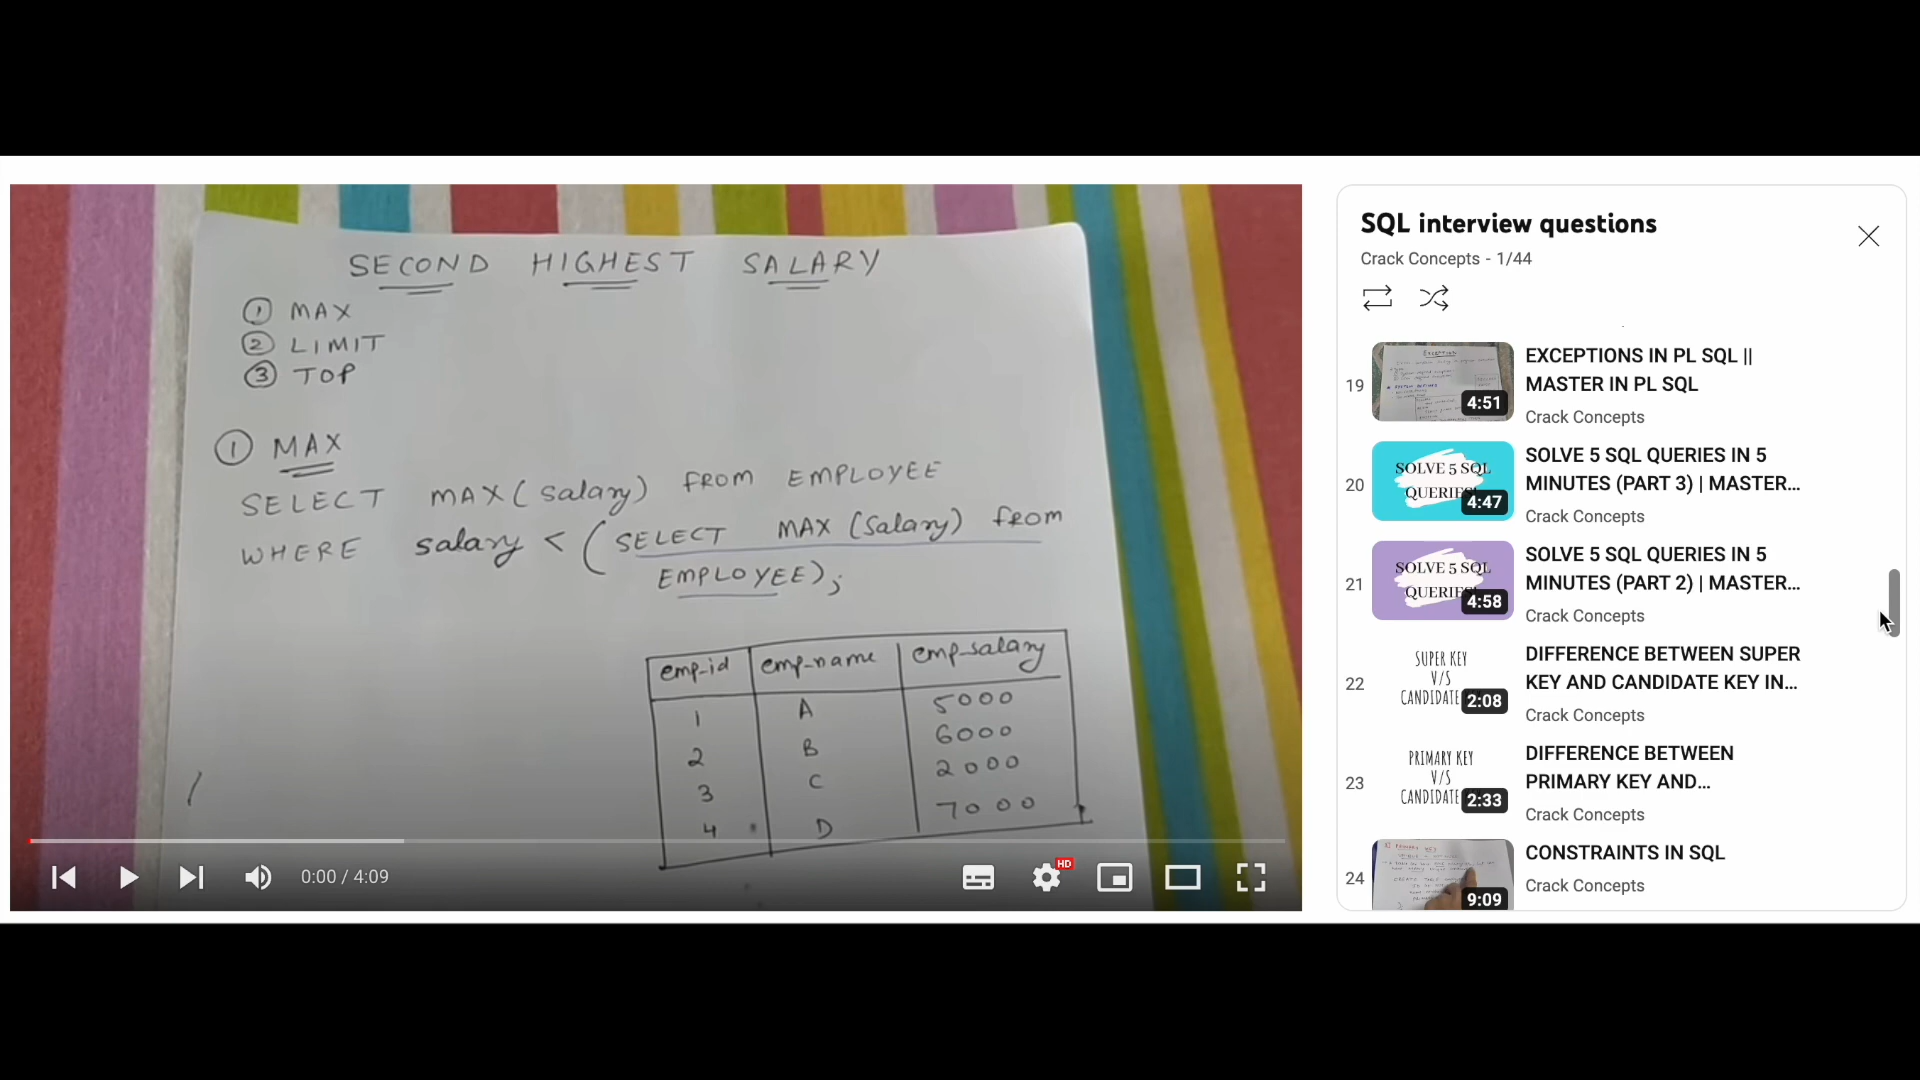 SECOND HIGHEST SALARY
① MAX
② LIMIT
③ TOP
① MAX
SELECT MAX(salary) FROM EMPLOYEE
WHERE salary < (SELECT MAX(Salary) from
EMPLOYEE);
emp-id emp-name emp-salary
1 A 5000
2 B 6000
3 C 2000
4 D 7000
0:00 / 4:09
HD
SQL interview questions
Crack Concepts - 1/44
19
4:51
EXCEPTIONS IN PL SQL ||
MASTER IN PL SQL
Crack Concepts
20
SOLVE 5 SQL
QUERIES
4:47
SOLVE 5 SQL QUERIES IN 5
MINUTES (PART 3) | MASTER...
Crack Concepts
21
SOLVE 5 SQL
QUERIES
4:58
SOLVE 5 SQL QUERIES IN 5
MINUTES (PART 2) | MASTER...
Crack Concepts
22
SUPER KEY
V/S
CANDIDATE
2:08
DIFFERENCE BETWEEN SUPER
KEY AND CANDIDATE KEY IN...
Crack Concepts
23
PRIMARY KEY
V/S
CANDIDATE
2:33
DIFFERENCE BETWEEN
PRIMARY KEY AND...
Crack Concepts
24
9:09
CONSTRAINTS IN SQL
Crack Concepts